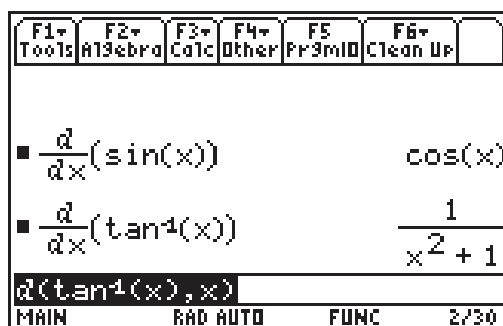 F1▾ F2▾ F3▾ F4▾ F5 F6▾
Tools Algebra Calc Other PrgmIO Clean Up
▪ d/dx(sin(x)) cos(x)
▪ d/dx(tan⁻¹(x)) 1/(x² + 1)
d(tan⁻¹(x),x)
MAIN RAD AUTO FUNC 2/30